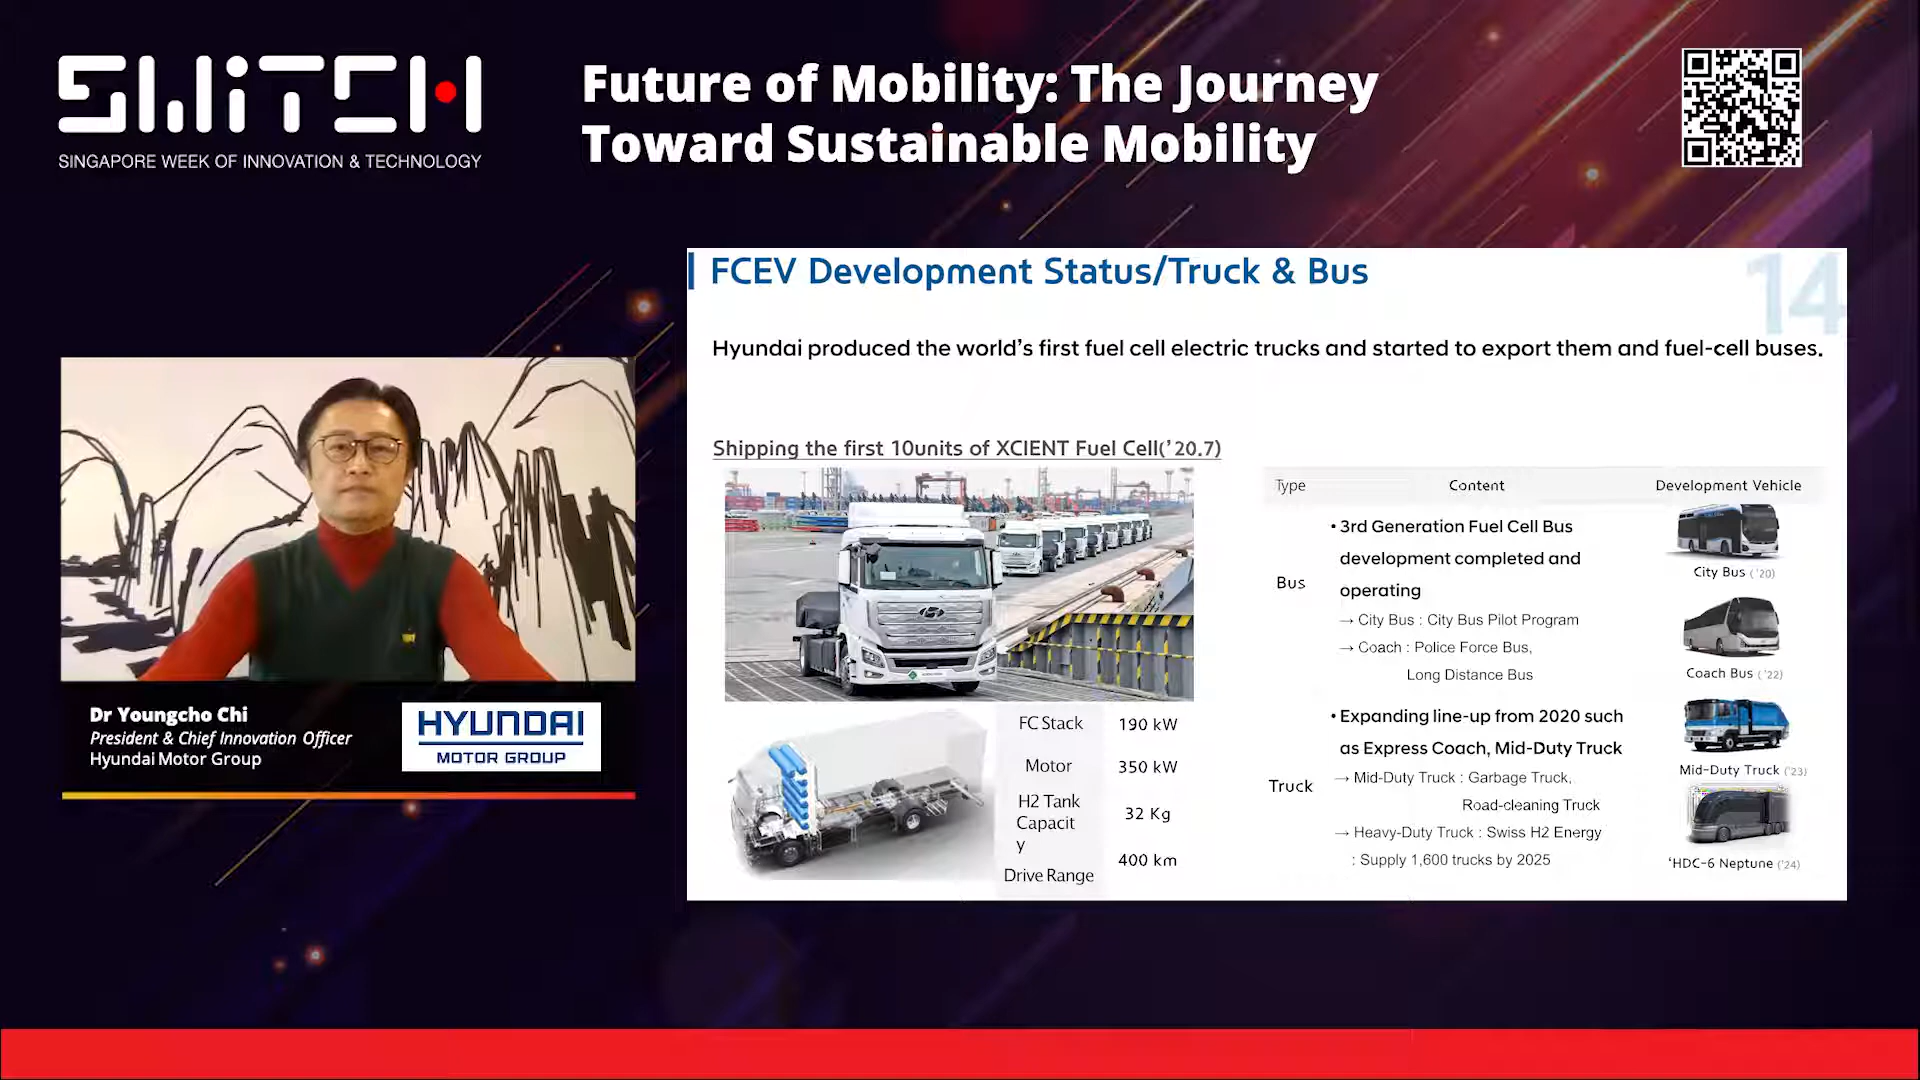 SWiTCH
SINGAPORE WEEK OF INNOVATION & TECHNOLOGY
Future of Mobility: The Journey
Toward Sustainable Mobility
Dr Youngcho Chi
President & Chief Innovation Officer
Hyundai Motor Group
HYUNDAI
MOTOR GROUP
FCEV Development Status/Truck & Bus
14
Hyundai produced the world's first fuel cell electric trucks and started to export them and fuel-cell buses.
Shipping the first 10units of XCIENT Fuel Cell('20.7)
FC Stack 190 kW
Motor 350 kW
H2 Tank
Capacit
y
32 Kg
Drive Range 400 km
Type Content Development Vehicle
Bus
• 3rd Generation Fuel Cell Bus
development completed and
operating
→ City Bus : City Bus Pilot Program
→ Coach : Police Force Bus,
Long Distance Bus
City Bus ('20)
Coach Bus ('22)
Truck
• Expanding line-up from 2020 such
as Express Coach, Mid-Duty Truck
→ Mid-Duty Truck : Garbage Truck,
Road-cleaning Truck
→ Heavy-Duty Truck : Swiss H2 Energy
: Supply 1,600 trucks by 2025
Mid-Duty Truck ('23)
'HDC-6 Neptune ('24)